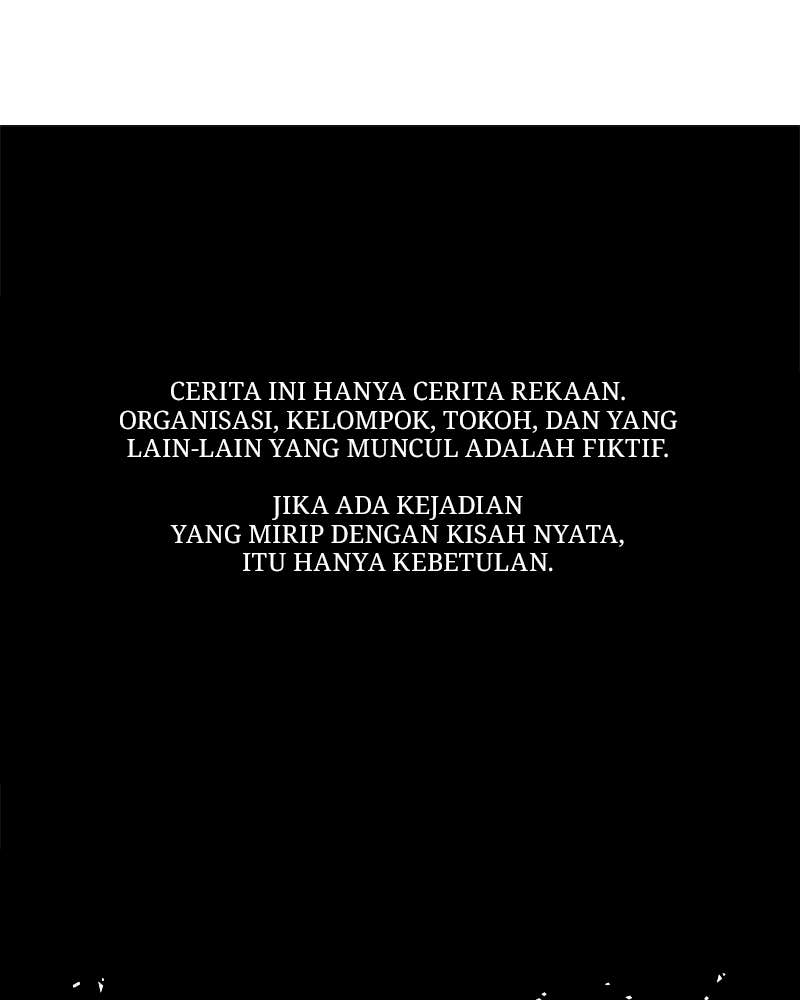 CERITA INI HANYA CERITA REKAAN.
ORGANISASI, KELOMPOK, TOKOH, DAN YANG
LAIN-LAIN YANG MUNCUL ADALAH FIKTIF.
JIKA ADA KEJADIAN
YANG MIRIP DENGAN KISAH NYATA,
ITU HANYA KEBETULAN.